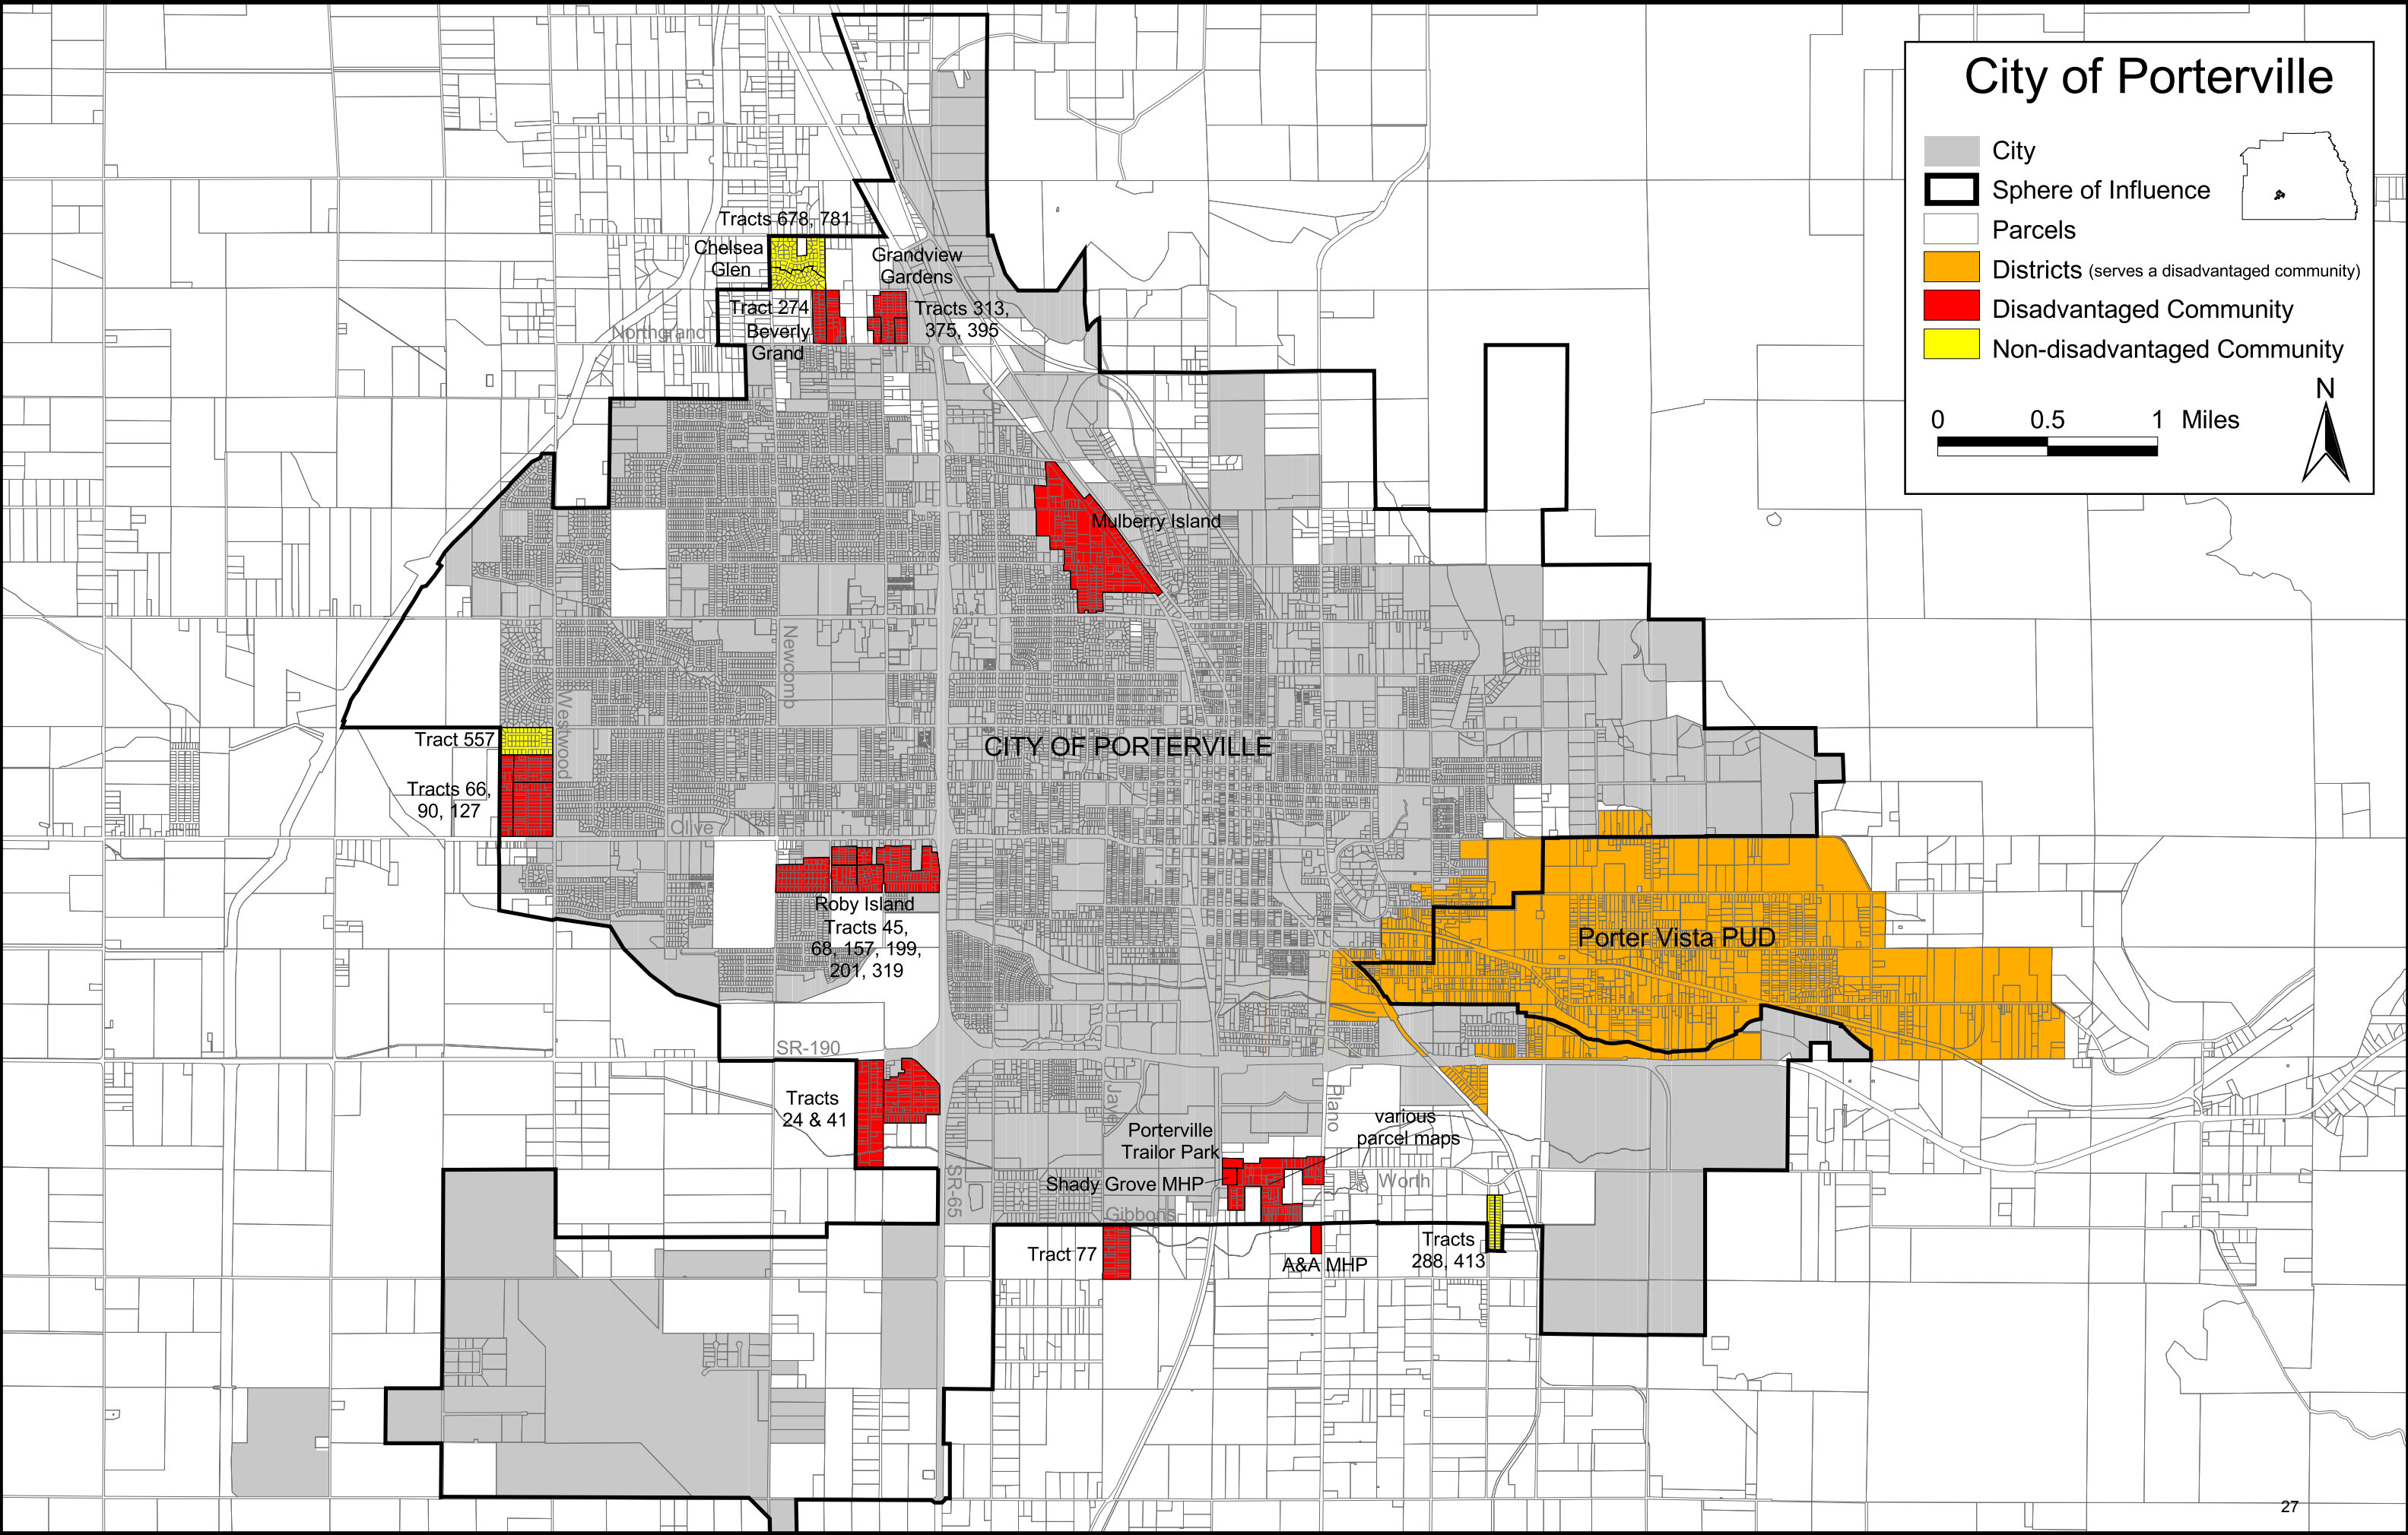 City of Porterville
City
Sphere of Influence
Parcels
Districts (serves a disadvantaged community)
Disadvantaged Community
Non-disadvantaged Community
N
0 0.5 1 Miles
Tracts 678, 781
Chelsea
Glen
Grandview
Gardens
Tract 274
Beverly
Grand
Tracts 313,
375, 395
Northgrand
Mulberry Island
Newcomb
Westwood
Tract 557
CITY OF PORTERVILLE
Tracts 66,
90, 127
Olive
Roby Island
Tracts 45,
68, 157, 199,
201, 319
Porter Vista PUD
SR-190
Tracts
24 & 41
Jaye
Plano
various
parcel maps
Porterville
Trailor Park
Shady Grove MHP
Worth
SR-65
Gibbons
Tract 77
A&A MHP
Tracts
288, 413
27